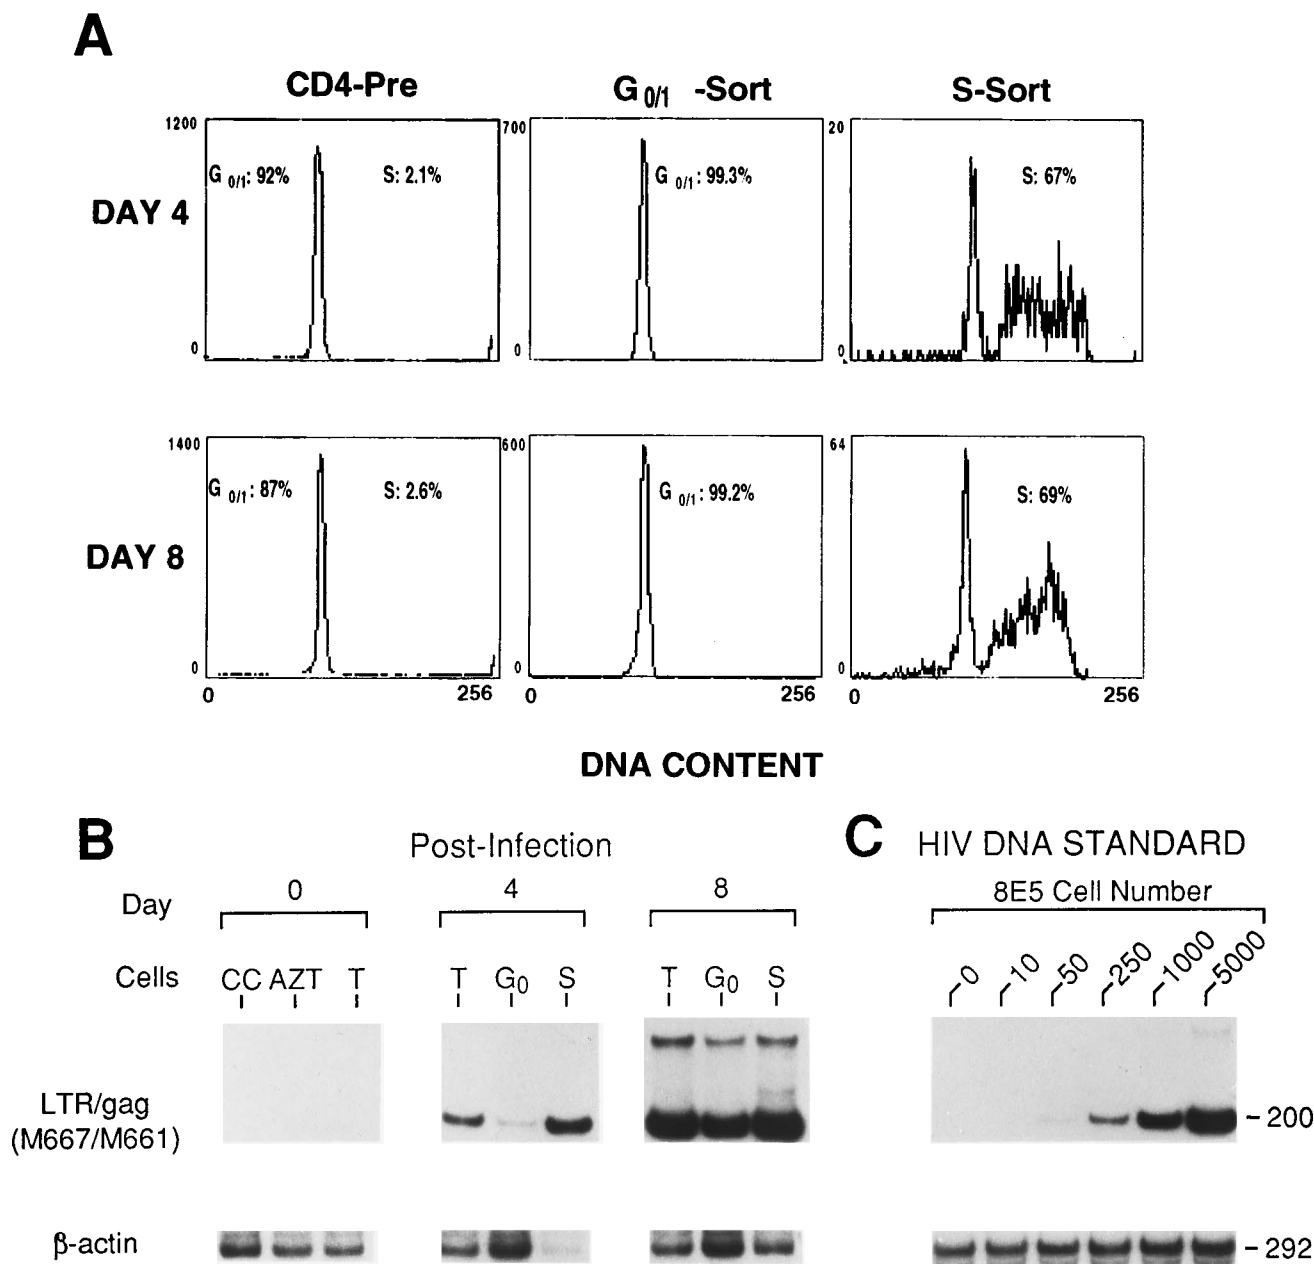 A
CD4-Pre
G 0/1 -Sort
S-Sort
DAY 4
1200
G 0/1: 92%
S: 2.1%
0
700
G 0/1: 99.3%
0
20
S: 67%
0
DAY 8
1400
G 0/1: 87%
S: 2.6%
0
0
256
600
G 0/1: 99.2%
0
0
256
64
S: 69%
0
0
256
DNA CONTENT
B
Post-Infection
Day
0
4
8
Cells
CC AZT T
T G0 S
T G0 S
LTR/gag
(M667/M661)
β-actin
C
HIV DNA STANDARD
8E5 Cell Number
0
10
50
250
1000
5000
- 200
- 292